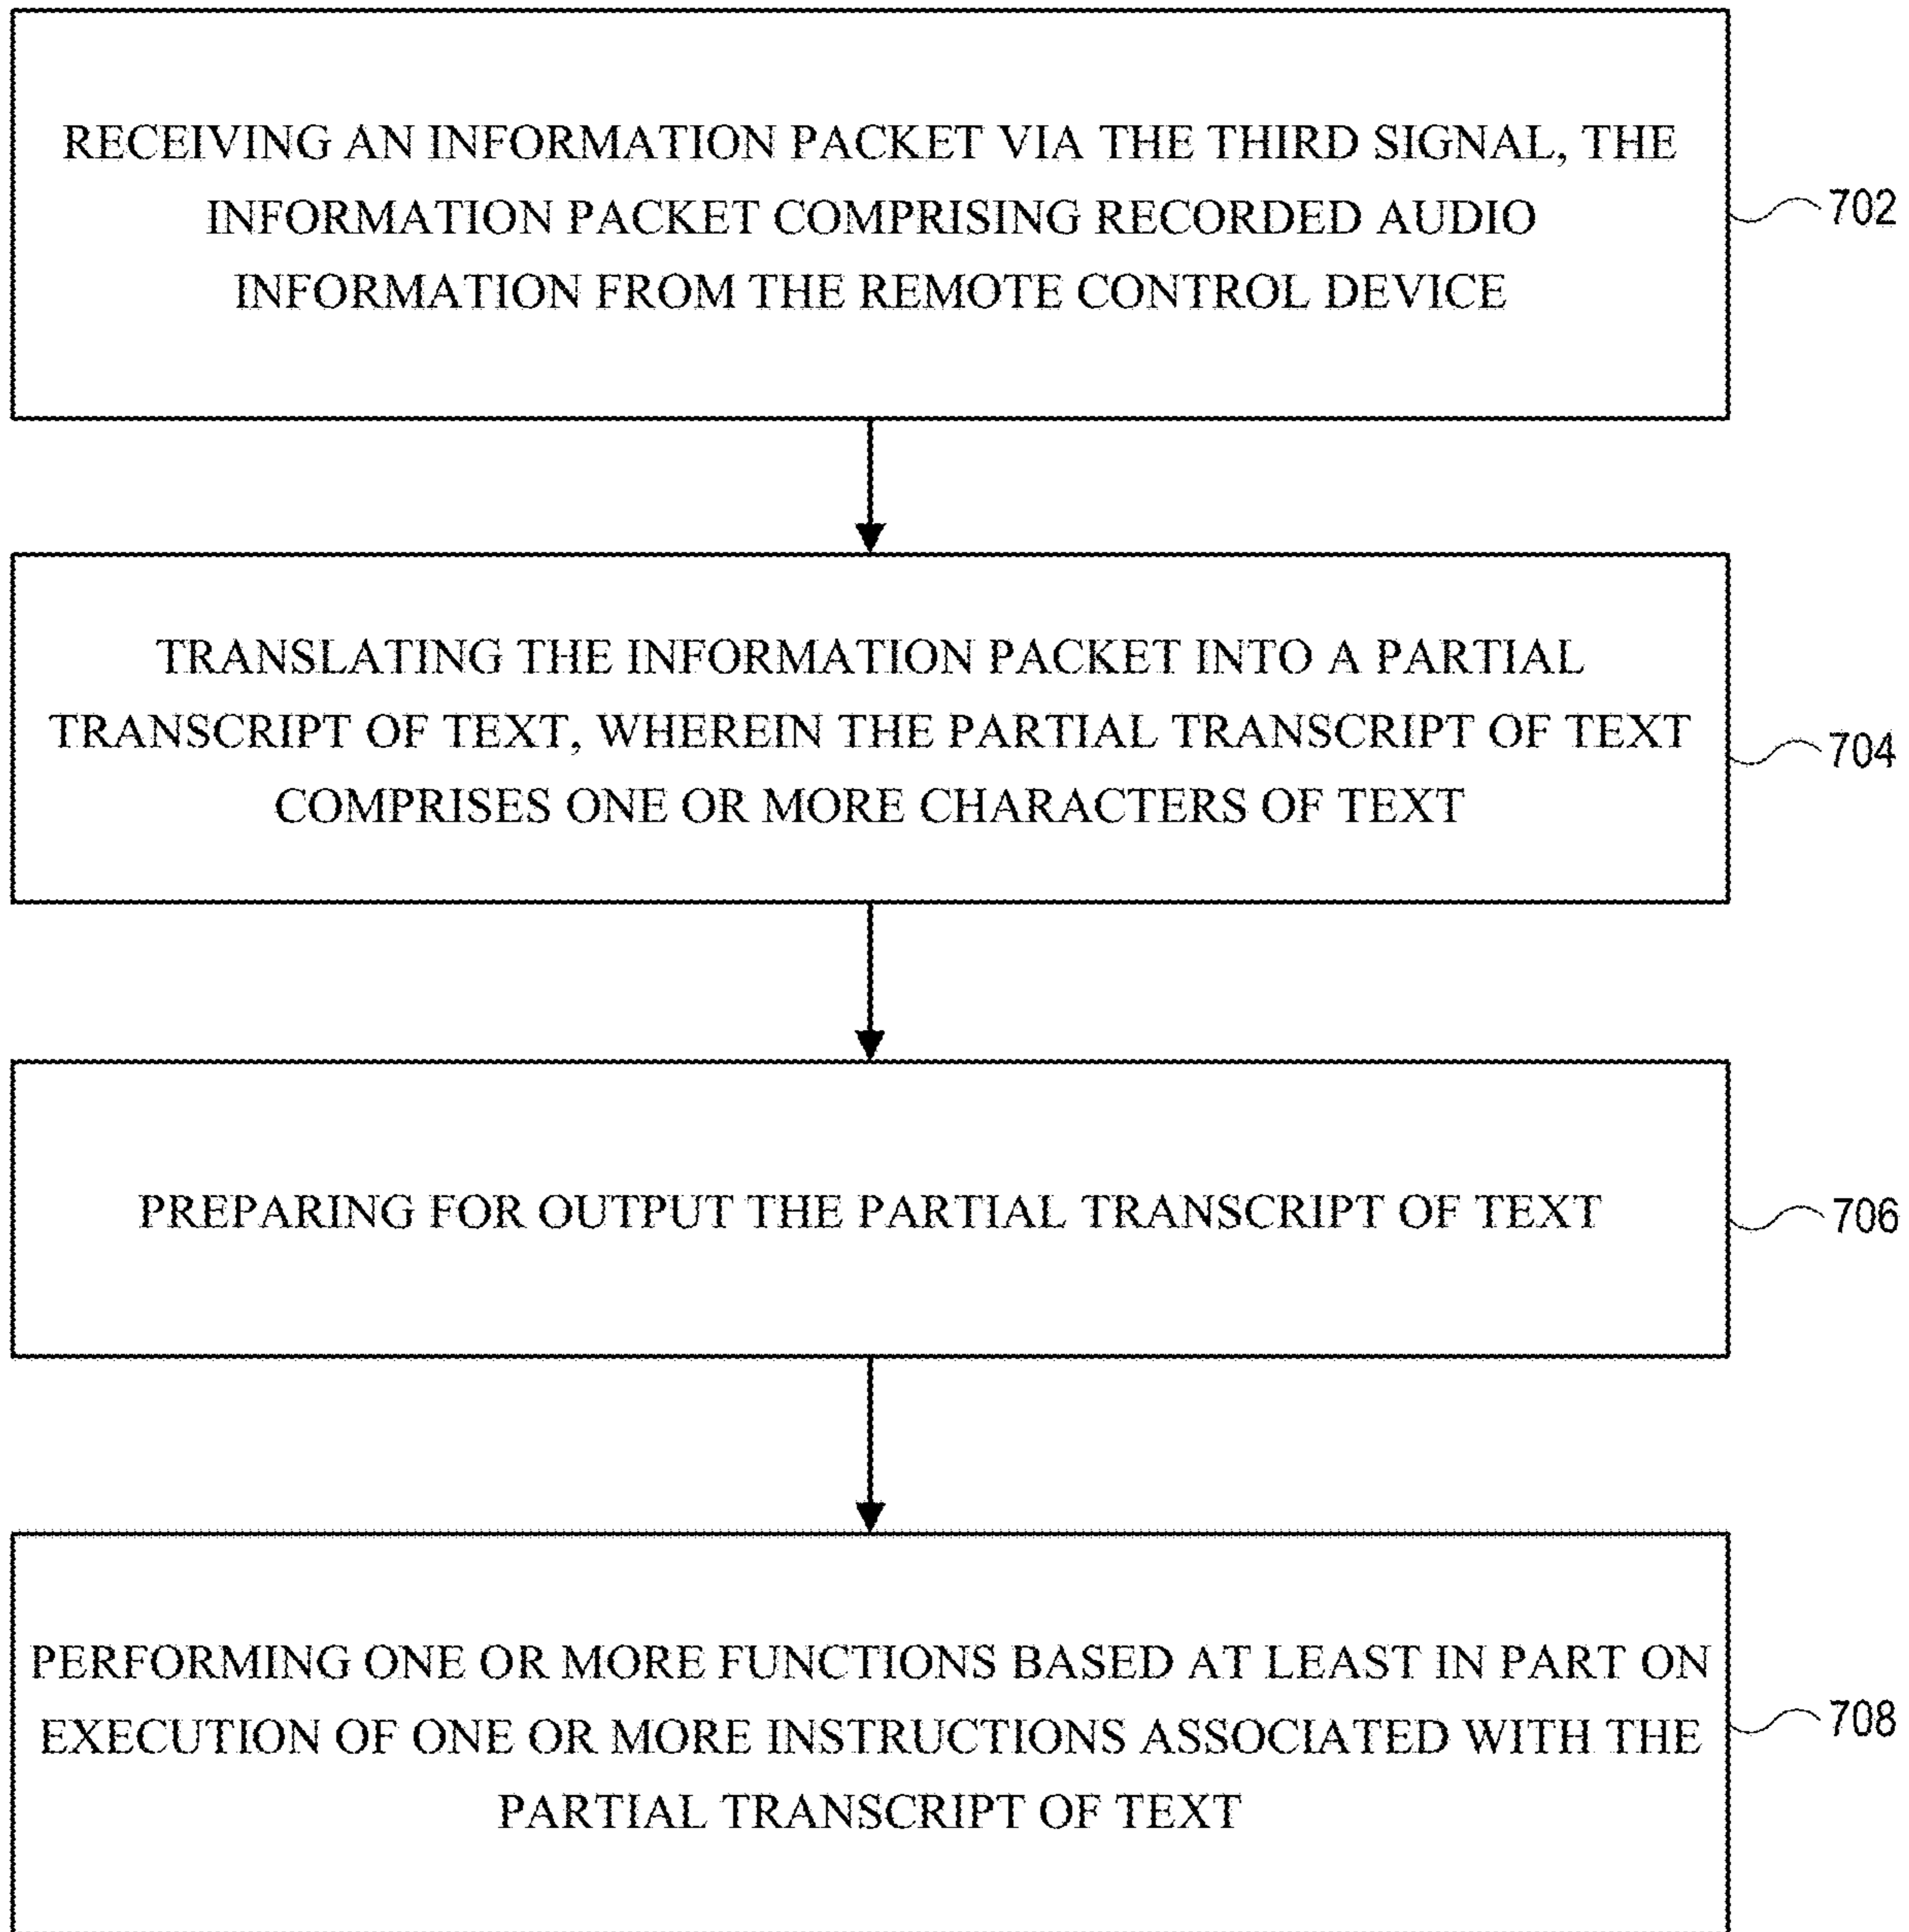 RECEIVING AN INFORMATION PACKET VIA THE THIRD SIGNAL, THE
INFORMATION PACKET COMPRISING RECORDED AUDIO
INFORMATION FROM THE REMOTE CONTROL DEVICE
702
TRANSLATING THE INFORMATION PACKET INTO A PARTIAL
TRANSCRIPT OF TEXT, WHEREIN THE PARTIAL TRANSCRIPT OF TEXT
COMPRISES ONE OR MORE CHARACTERS OF TEXT
704
PREPARING FOR OUTPUT THE PARTIAL TRANSCRIPT OF TEXT
706
PERFORMING ONE OR MORE FUNCTIONS BASED AT LEAST IN PART ON
EXECUTION OF ONE OR MORE INSTRUCTIONS ASSOCIATED WITH THE
PARTIAL TRANSCRIPT OF TEXT
708